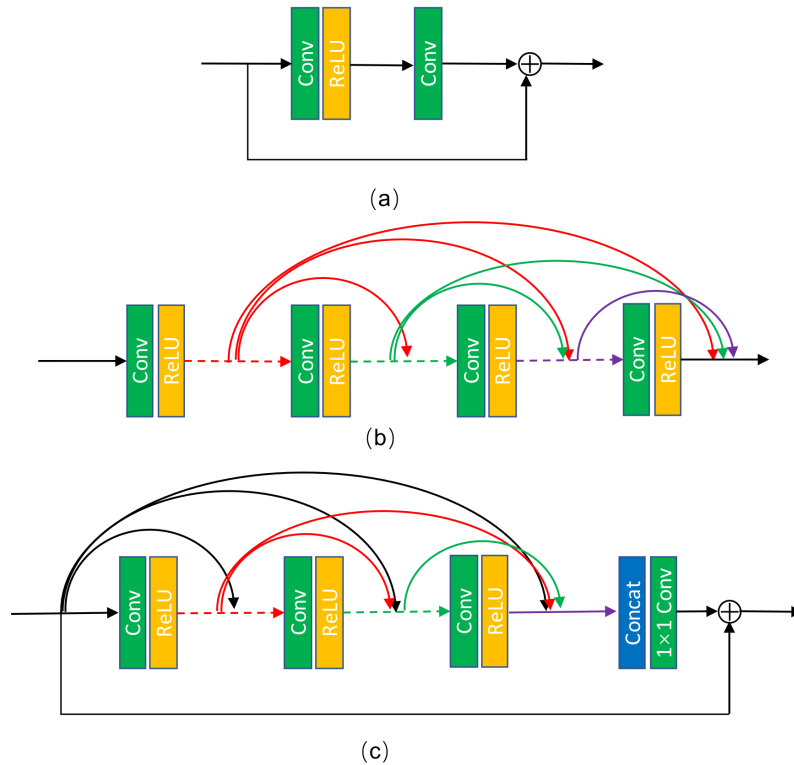 Conv
ReLU
Conv
(a)
Conv
ReLU
Conv
ReLU
Conv
ReLU
Conv
ReLU
(b)
Conv
ReLU
Conv
ReLU
Conv
ReLU
Concat
1×1 Conv
(c)